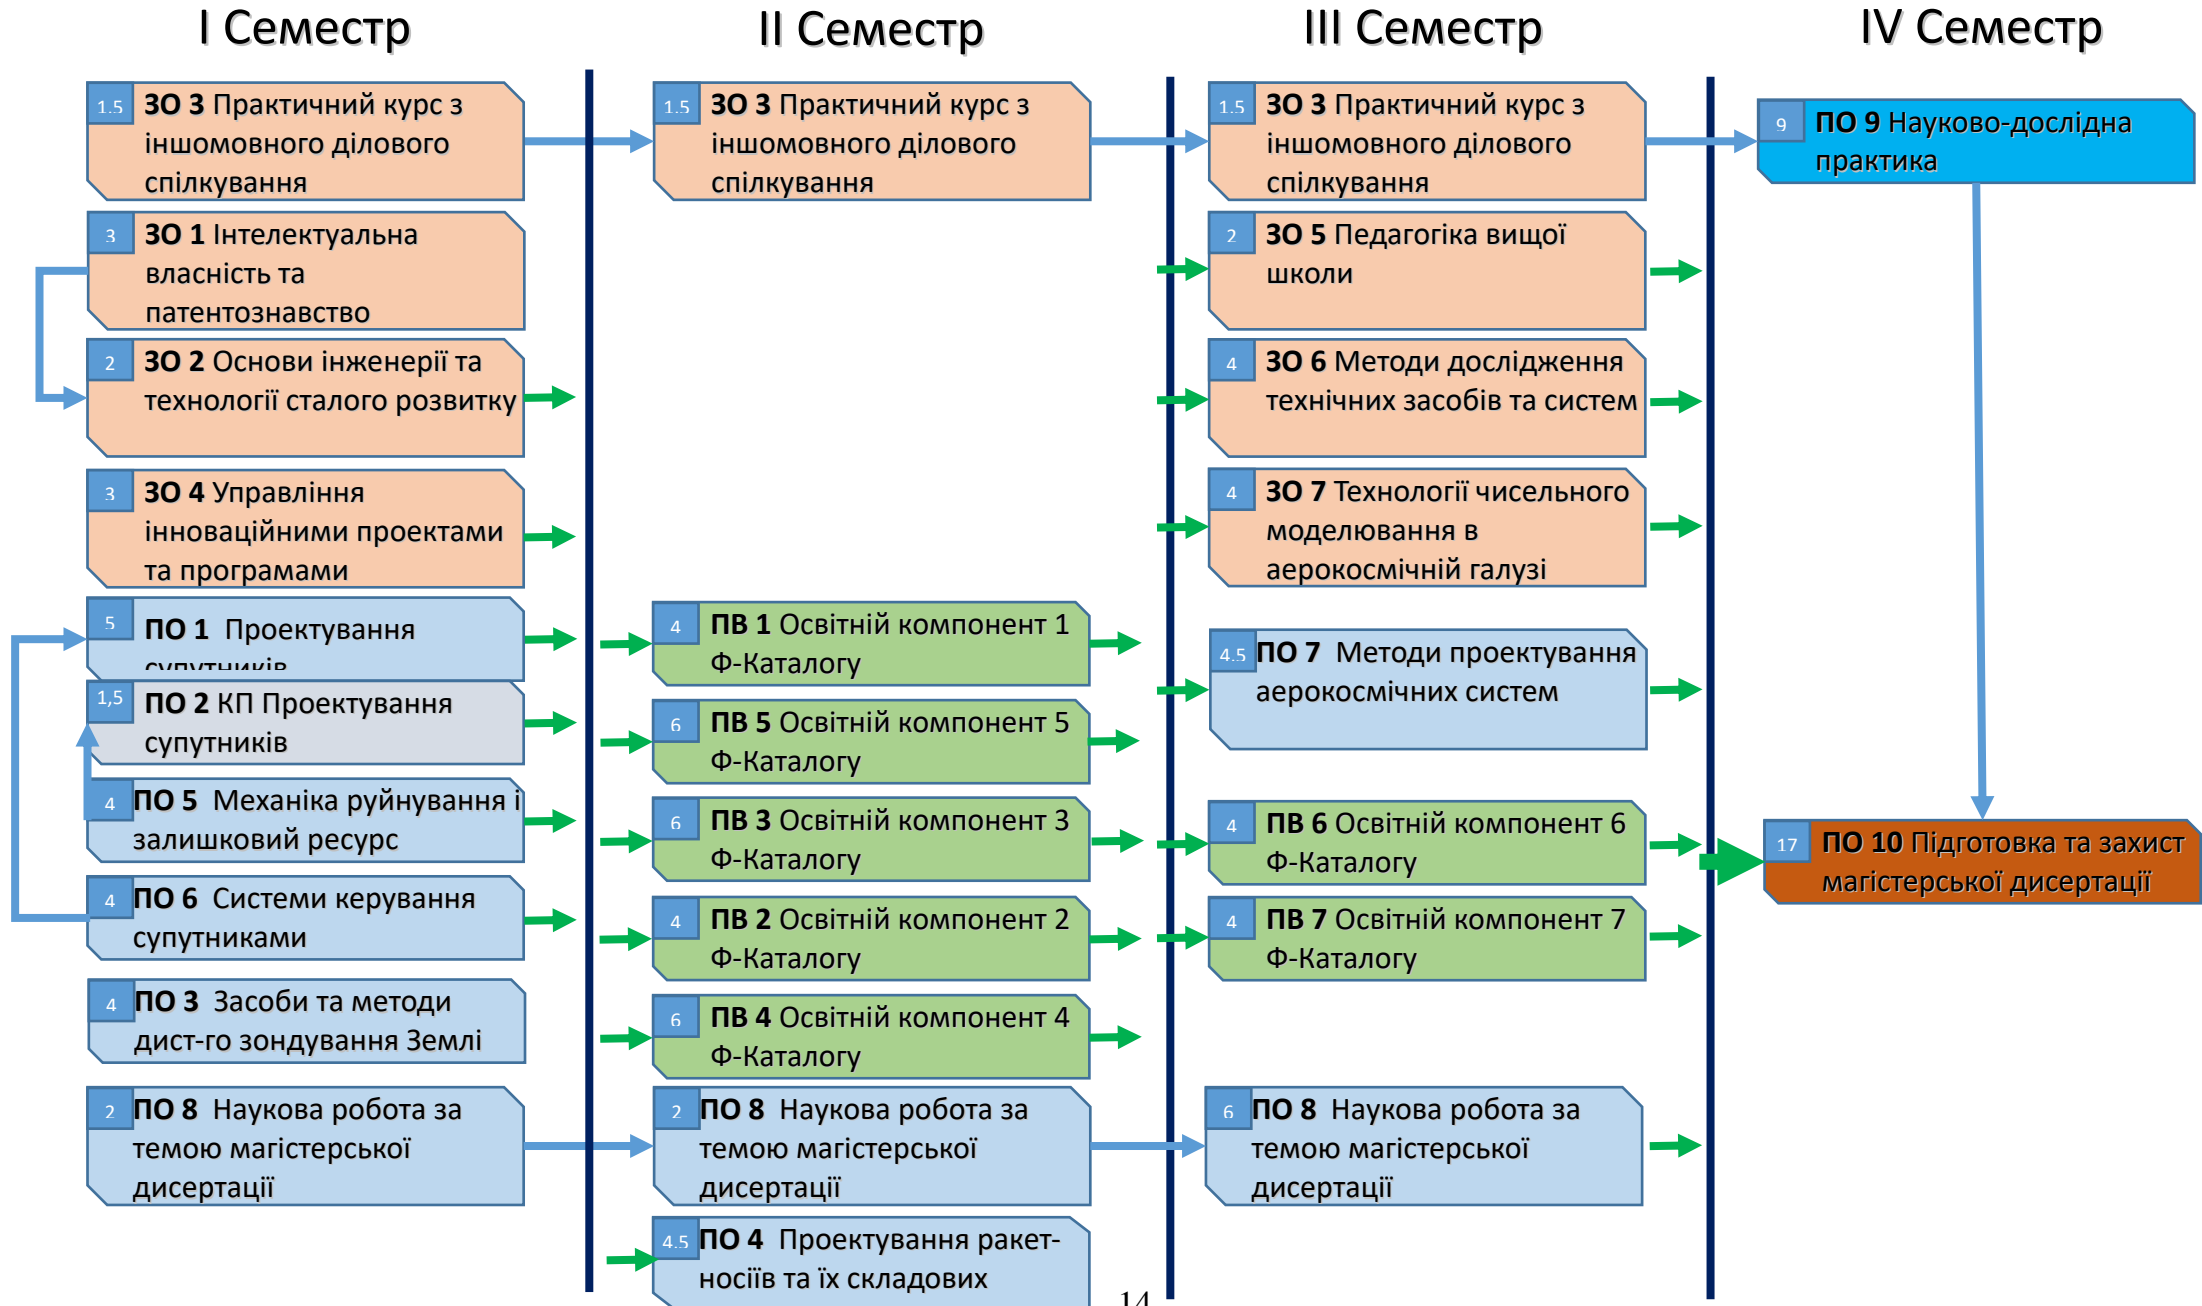 I Семестр
1.5
ЗО 3 Практичний курс з
іншомовного ділового
спілкування
3
ЗО 1 Інтелектуальна
власність та
патентознавство
2
ЗО 2 Основи інженерії та
технології сталого розвитку
3
ЗО 4 Управління
інноваційними проектами
та програмами
5
ПО 1 Проектування
супутників
1,5
ПО 2 КП Проектування
супутників
4
ПО 5 Механіка руйнування і
залишковий ресурс
4
ПО 6 Системи керування
супутниками
4
ПО 3 Засоби та методи
дист-го зондування Землі
2
ПО 8 Наукова робота за
темою магістерської
дисертації
II Семестр
1.5
ЗО 3 Практичний курс з
іншомовного ділового
спілкування
4
ПВ 1 Освітній компонент 1
Ф-Каталогу
6
ПВ 5 Освітній компонент 5
Ф-Каталогу
6
ПВ 3 Освітній компонент 3
Ф-Каталогу
4
ПВ 2 Освітній компонент 2
Ф-Каталогу
6
ПВ 4 Освітній компонент 4
Ф-Каталогу
2
ПО 8 Наукова робота за
темою магістерської
дисертації
4.5
ПО 4 Проектування ракет-
носіїв та їх складових
III Семестр
1.5
ЗО 3 Практичний курс з
іншомовного ділового
спілкування
2
ЗО 5 Педагогіка вищої
школи
4
ЗО 6 Методи дослідження
технічних засобів та систем
4
ЗО 7 Технології чисельного
моделювання в
аерокосмічній галузі
4.5
ПО 7 Методи проектування
аерокосмічних систем
4
ПВ 6 Освітній компонент 6
Ф-Каталогу
4
ПВ 7 Освітній компонент 7
Ф-Каталогу
6
ПО 8 Наукова робота за
темою магістерської
дисертації
IV Семестр
9
ПО 9 Науково-дослідна
практика
17
ПО 10 Підготовка та захист
магістерської дисертації
14